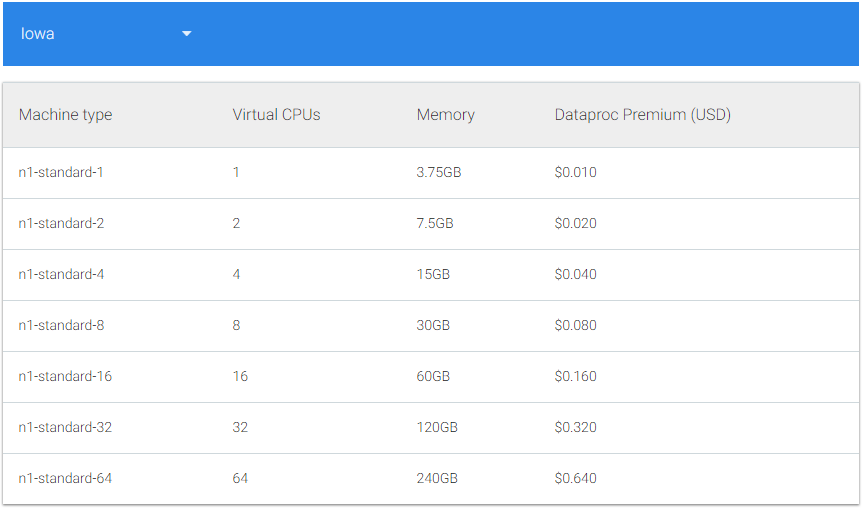 Iowa
Machine type Virtual CPUs Memory Dataproc Premium (USD)
n1-standard-1 1 3.75GB $0.010
n1-standard-2 2 7.5GB $0.020
n1-standard-4 4 15GB $0.040
n1-standard-8 8 30GB $0.080
n1-standard-16 16 60GB $0.160
n1-standard-32 32 120GB $0.320
n1-standard-64 64 240GB $0.640